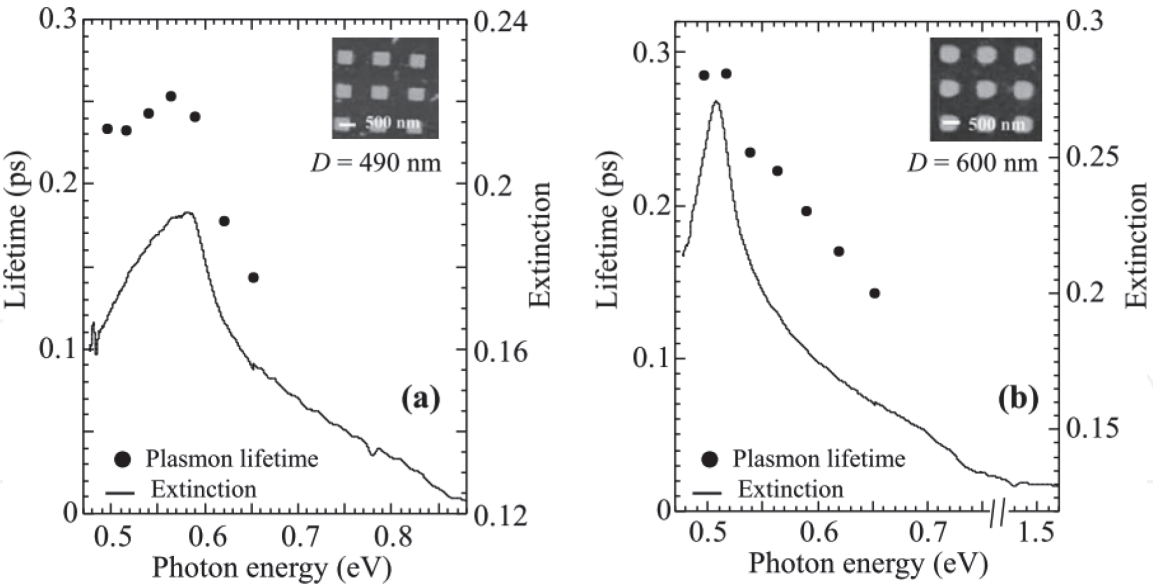 0.3
0.2
0.1
0
Lifetime (ps)
0.24
0.2
0.16
0.12
Extinction
500 nm
D = 490 nm
(a)
Plasmon lifetime
Extinction
0.5 0.6 0.7 0.8
Photon energy (eV)
0.3
0.2
0.1
0
Lifetime (ps)
0.3
0.25
0.2
0.15
Extinction
500 nm
D = 600 nm
(b)
Plasmon lifetime
Extinction
0.5 0.6 0.7 1.5
Photon energy (eV)